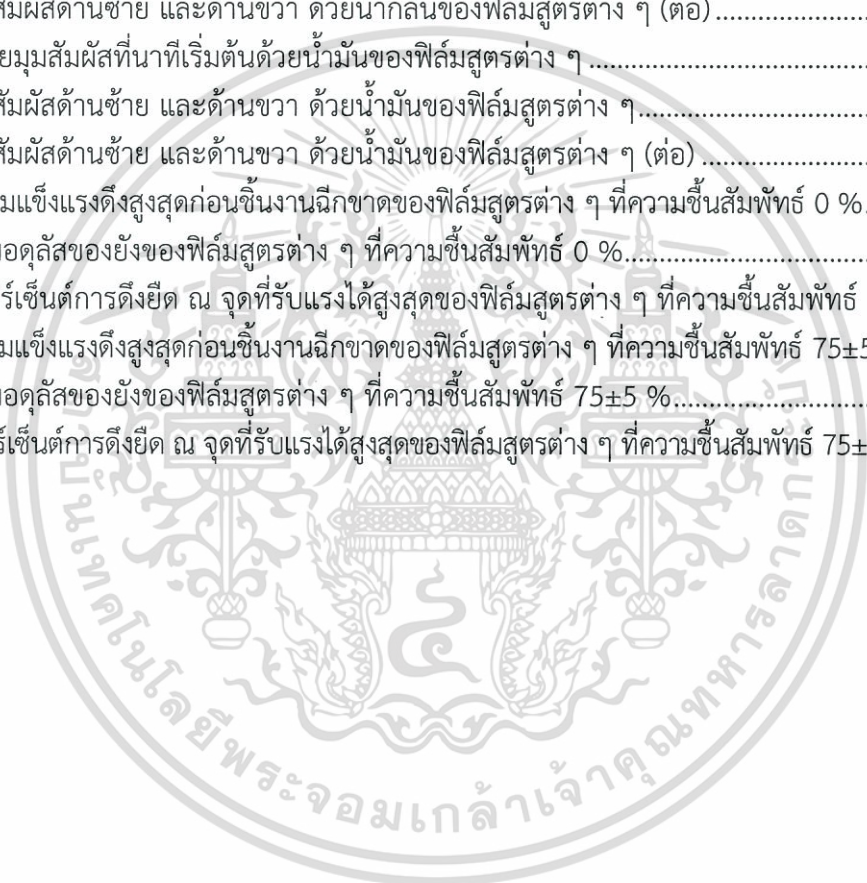 สัมผัสซ้าย และด้านขวา ด้วยน้ำกลั่นของฟิล์มสูตรต่าง ๆ (ต่อ)
ยมุมสัมผัสที่นาทีเริ่มต้นด้วยน้ำมันของฟิล์มสูตรต่าง ๆ
สัมผัสด้านซ้าย และด้านขวา ด้วยน้ำมันของฟิล์มสูตรต่าง ๆ
สัมผัสด้านซ้าย และด้านขวา ด้วยน้ำมันของฟิล์มสูตรต่าง ๆ (ต่อ)
มแข็งแรงดึงสูงสุดก่อนชิ้นงานฉีกขาดของฟิล์มสูตรต่าง ๆ ที่ความชื้นสัมพัทธ์ 0 %
มอดุลัสของยังของฟิล์มสูตรต่าง ๆ ที่ความชื้นสัมพัทธ์ 0 %
ร์เซ็นต์การดึงยืด ณ จุดที่รับแรงได้สูงสุดของฟิล์มสูตรต่าง ๆ ที่ความชื้นสัมพัทธ์
มแข็งแรงดึงสูงสุดก่อนชิ้นงานฉีกขาดของฟิล์มสูตรต่าง ๆ ที่ความชื้นสัมพัทธ์ 75±5
มอดุลัสของยังของฟิล์มสูตรต่าง ๆ ที่ความชื้นสัมพัทธ์ 75±5 %
ร์เซ็นต์การดึงยืด ณ จุดที่รับแรงได้สูงสุดของฟิล์มสูตรต่าง ๆ ที่ความชื้นสัมพัทธ์ 75±
สถาบันเทคโนโลยีพระจอมเกล้าเจ้าคุณทหารลาดกระบัง